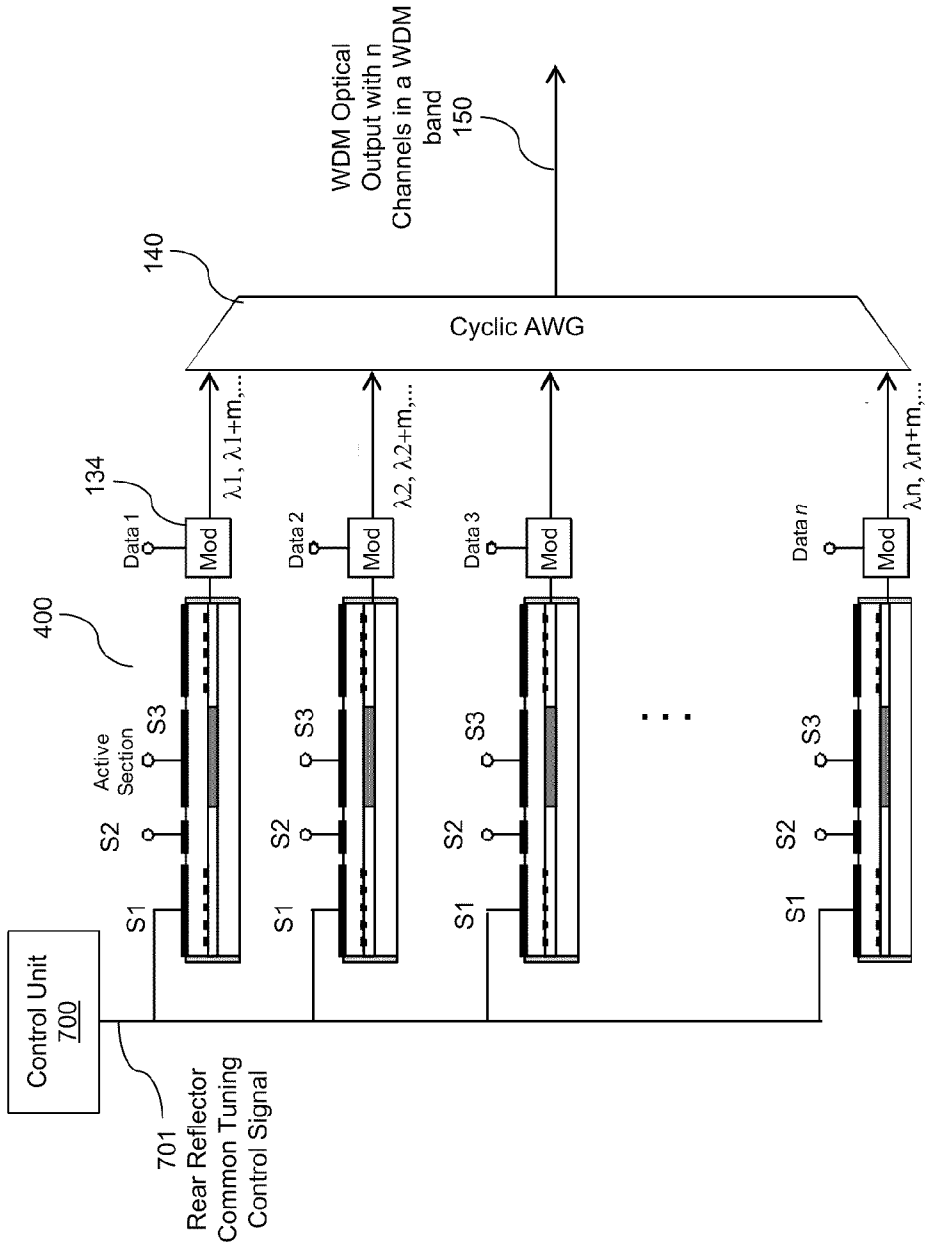 Control Unit
700
701
Rear Reflector
Common Tuning
Control Signal
S1
S2
Active
Section
S3
400
Data 1
Mod
134
λ1, λ1+m,...
S1
S2
S3
Data 2
Mod
λ2, λ2+m,...
S1
S2
S3
Data 3
Mod
. . .
S1
S2
S3
Data n
Mod
λn, λn+m,...
140
Cyclic AWG
WDM Optical
Output with n
Channels in a WDM
band
150